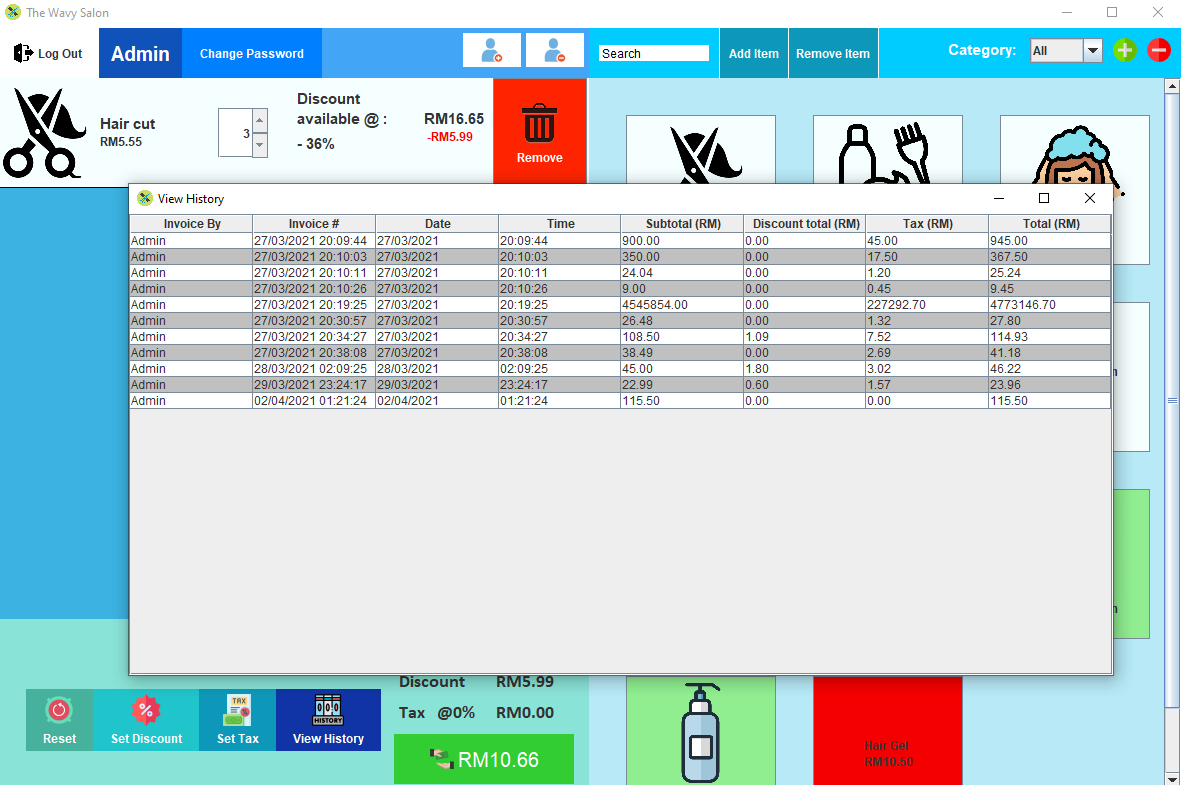 The Wavy Salon
Log Out Admin Change Password Search Add Item Remove Item Category: All
Hair cut
RM5.55
3
Discount
available @ :
- 36%
RM16.65
-RM5.99
Remove
View History
Invoice By Invoice # Date Time Subtotal (RM) Discount total (RM) Tax (RM) Total (RM)
Admin 27/03/2021 20:09:44 27/03/2021 20:09:44 900.00 0.00 45.00 945.00
Admin 27/03/2021 20:10:03 27/03/2021 20:10:03 350.00 0.00 17.50 367.50
Admin 27/03/2021 20:10:11 27/03/2021 20:10:11 24.04 0.00 1.20 25.24
Admin 27/03/2021 20:10:26 27/03/2021 20:10:26 9.00 0.00 0.45 9.45
Admin 27/03/2021 20:19:25 27/03/2021 20:19:25 4545854.00 0.00 227292.70 4773146.70
Admin 27/03/2021 20:30:57 27/03/2021 20:30:57 26.48 0.00 1.32 27.80
Admin 27/03/2021 20:34:27 27/03/2021 20:34:27 108.50 1.09 7.52 114.93
Admin 27/03/2021 20:38:08 27/03/2021 20:38:08 38.49 0.00 2.69 41.18
Admin 28/03/2021 02:09:25 28/03/2021 02:09:25 45.00 1.80 3.02 46.22
Admin 29/03/2021 23:24:17 29/03/2021 23:24:17 22.99 0.60 1.57 23.96
Admin 02/04/2021 01:21:24 02/04/2021 01:21:24 115.50 0.00 0.00 115.50
Discount RM5.99
Tax @0% RM0.00
RM10.66
Reset Set Discount TAX Set Tax HISTORY View History
Hair Gel
RM10.50